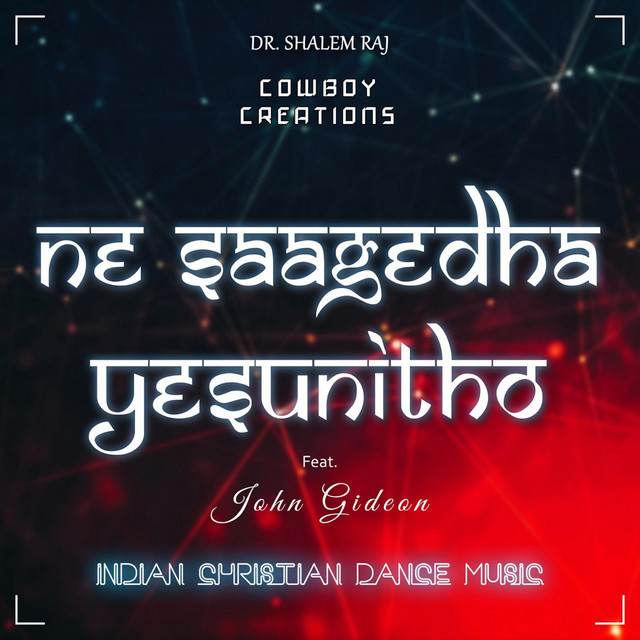 DR. SHALEM RAJ
COWBOY
CREATIONS
NE SAAGEDHA
YESUNITHO
Feat.
John Gideon
INDIAN CHRISTIAN DANCE MUSIC